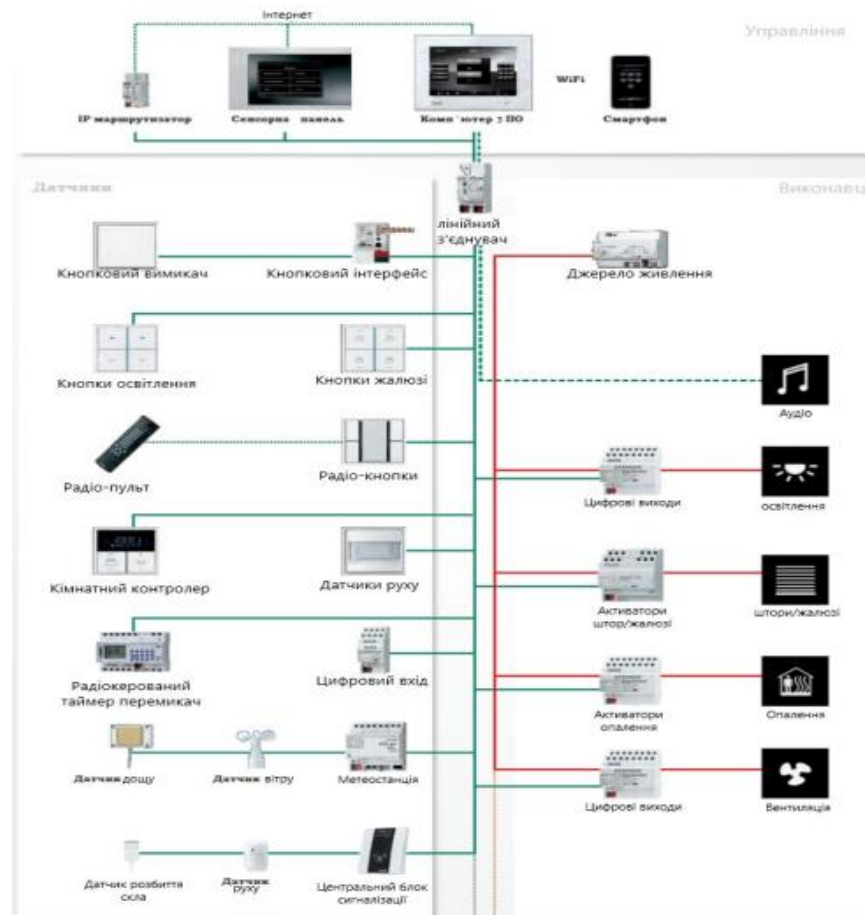 Інтернет
Управління
WiFi
IP маршрутизатор
Сенсорна панель
Комп`ютер з ПО
Смартфон
Датчики
Виконавц
лінійний
з'єднувач
Кнопковий вимикач
Кнопковий інтерфейс
Джерело живлення
Кнопки освітлення
Кнопки жалюзі
Аудіо
Радіо-пульт
Радіо-кнопки
Цифрові виходи
освітлення
Кімнатний контролер
Датчики руху
Активатори
штор/жалюзі
штори/жалюзі
Радіокерований
таймер перемикач
Цифровий вхід
Активатори
опалення
Опалення
Датчик дощу
Датчик вітру
Метеостанція
Цифрові виходи
Вентиляція
Датчик розбиття
скла
Датчик
руху
Центральний блок
сигналізації